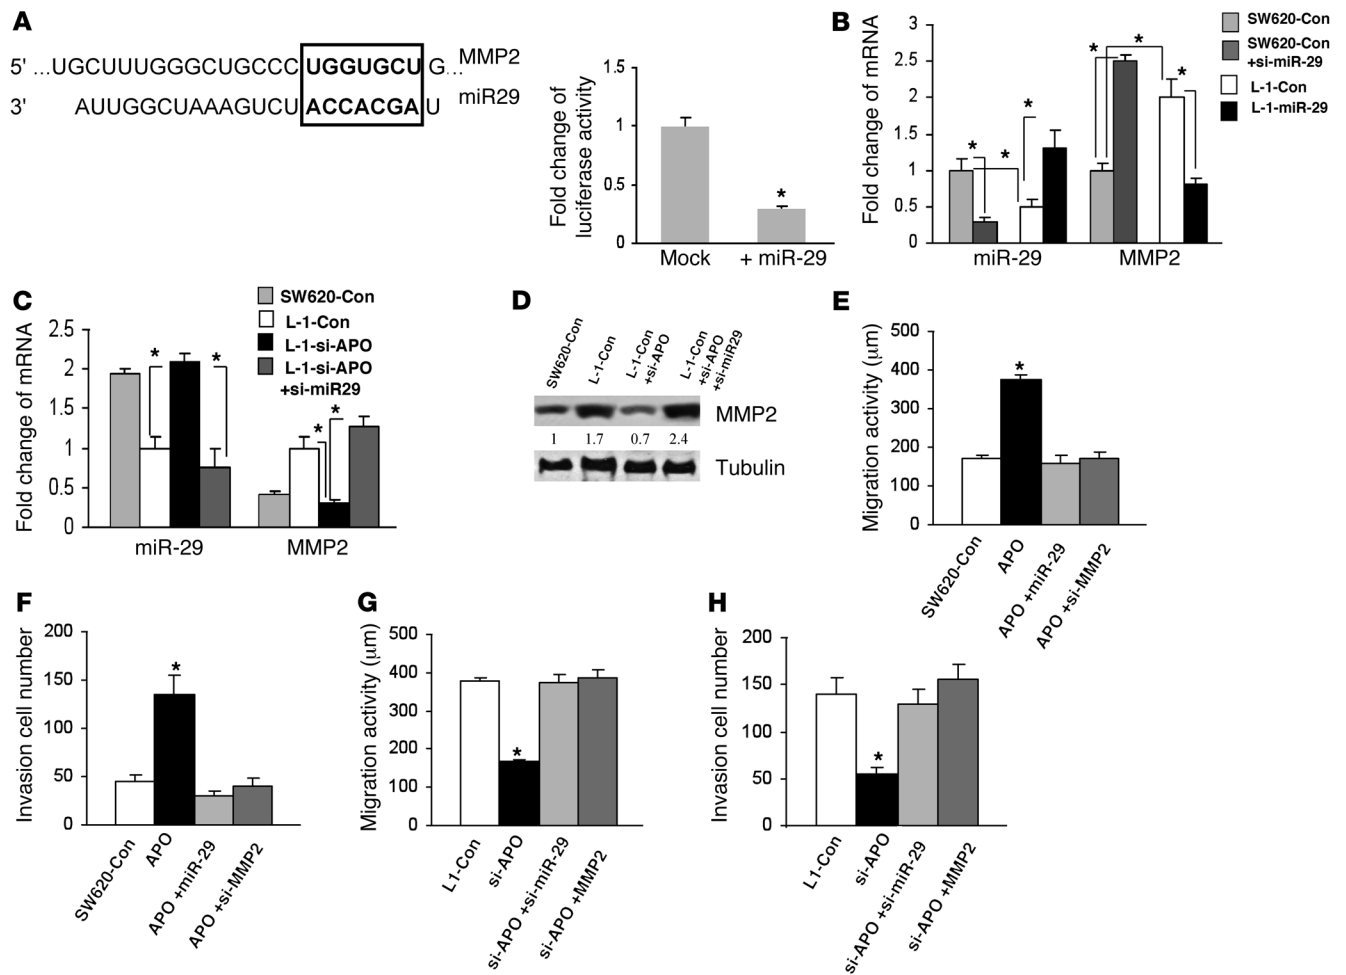 A
5' ...UGCUUUGGGCUGCCC UGGUGCU G... MMP2
3' AUUGGCUAAAGUCU ACCACGA U miR29
Fold change of
luciferase activity
1.5
1
0.5
0
*
Mock
+ miR-29
B
Fold change of mRNA
3
2.5
2
1.5
1
0.5
0
* * * * * *
miR-29
MMP2
SW620-Con
SW620-Con
+si-miR-29
L-1-Con
L-1-miR-29
C
Fold change of mRNA
2.5
2
1.5
1
0.5
0
* * * *
miR-29
MMP2
SW620-Con
L-1-Con
L-1-si-APO
L-1-si-APO
+si-miR29
D
SW620-Con
L-1-Con
L-1-Con
+si-APO
L-1-Con
+si-APO
+si-miR29
MMP2
1 1.7 0.7 2.4
Tubulin
E
Migration activity (µm)
500
400
300
200
100
0
*
SW620-Con
APO
APO +miR-29
APO +si-MMP2
F
Invasion cell number
200
150
100
50
0
*
SW620-Con
APO
APO +miR-29
APO +si-MMP2
G
Migration activity (µm)
500
400
300
200
100
0
*
L1-Con
si-APO
si-APO +si-miR-29
si-APO +MMP2
H
Invasion cell number
200
150
100
50
0
*
L1-Con
si-APO
si-APO +si-miR-29
si-APO +MMP2